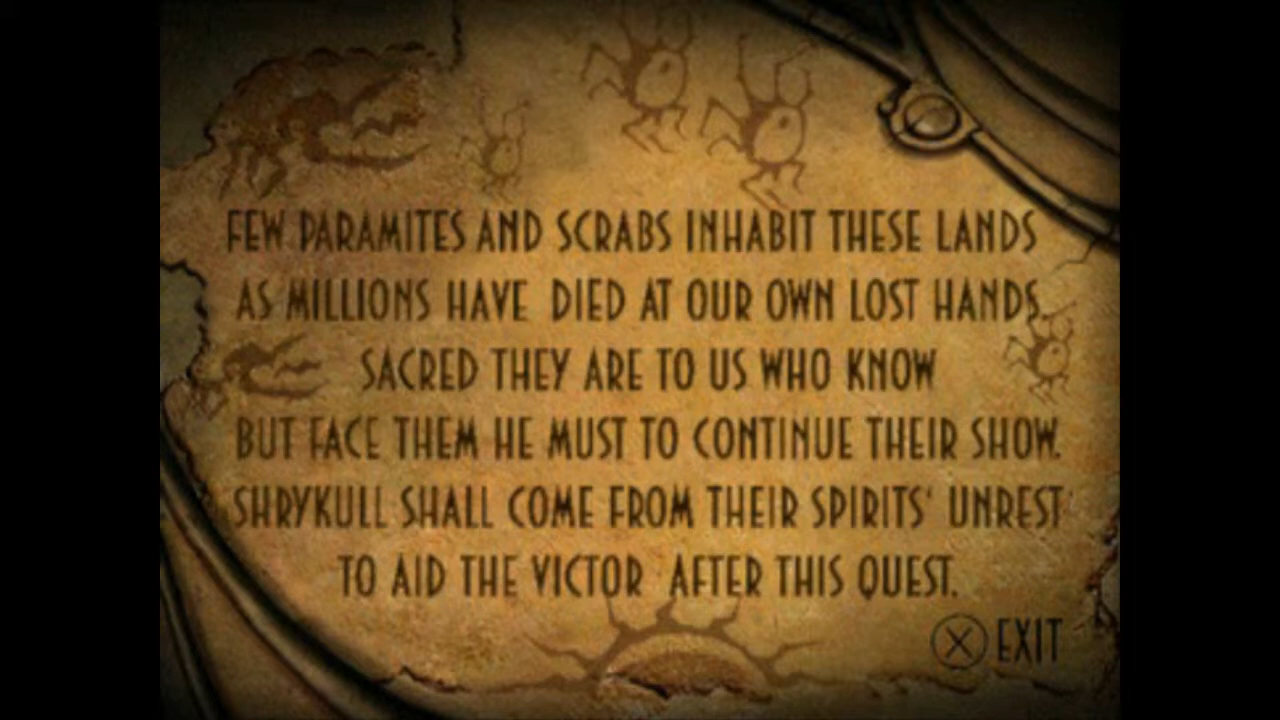 FEW PARAMITES AND SCRABS INHABIT THESE LANDS
AS MILLIONS HAVE DIED AT OUR OWN LOST HANDS.
SACRED THEY ARE TO US WHO KNOW
BUT FACE THEM HE MUST TO CONTINUE THEIR SHOW.
SHRYKULL SHALL COME FROM THEIR SPIRITS' UNREST
TO AID THE VICTOR AFTER THIS QUEST.
Ⓧ EXIT